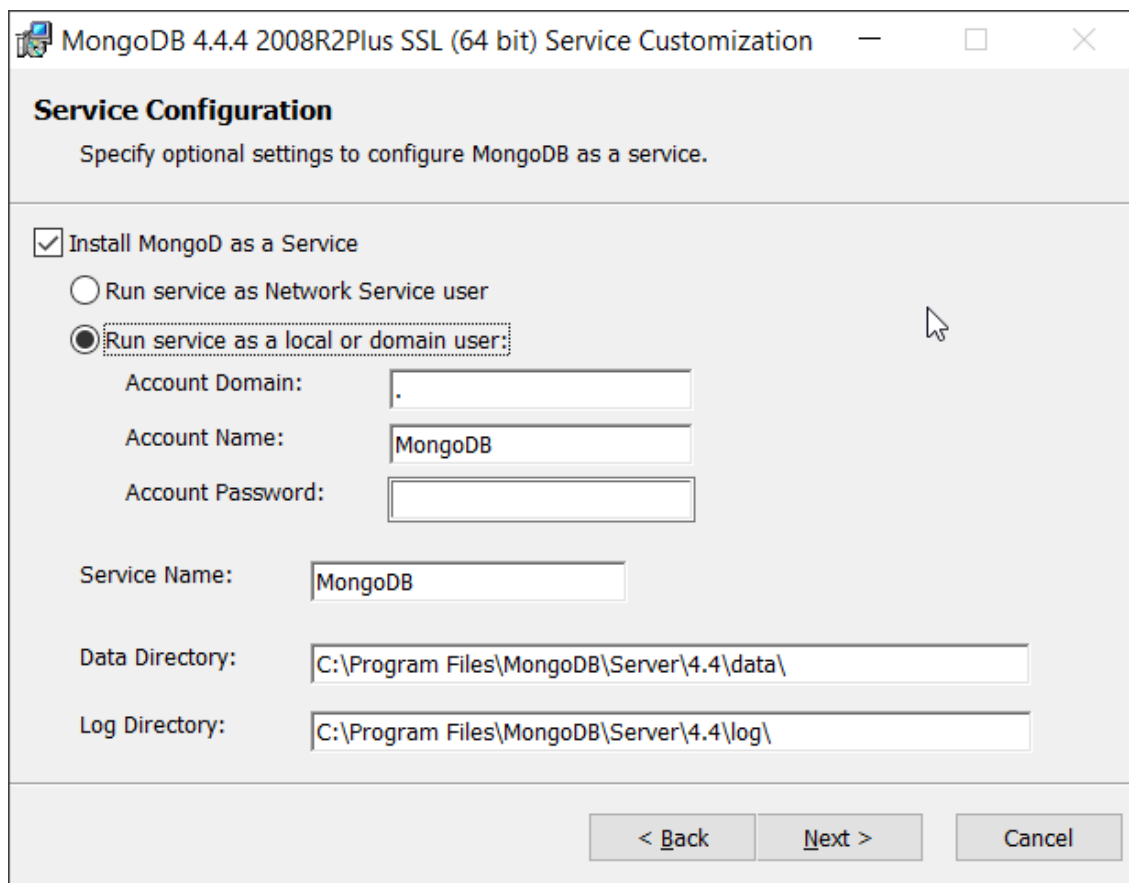 MongoDB 4.4.4 2008R2Plus SSL (64 bit) Service Customization
Service Configuration
Specify optional settings to configure MongoDB as a service.
Install MongoD as a Service
Run service as Network Service user
Run service as a local or domain user:
Account Domain: .
Account Name: MongoDB
Account Password:
Service Name: MongoDB
Data Directory: C:\Program Files\MongoDB\Server\4.4\data\
Log Directory: C:\Program Files\MongoDB\Server\4.4\log\
< Back Next > Cancel